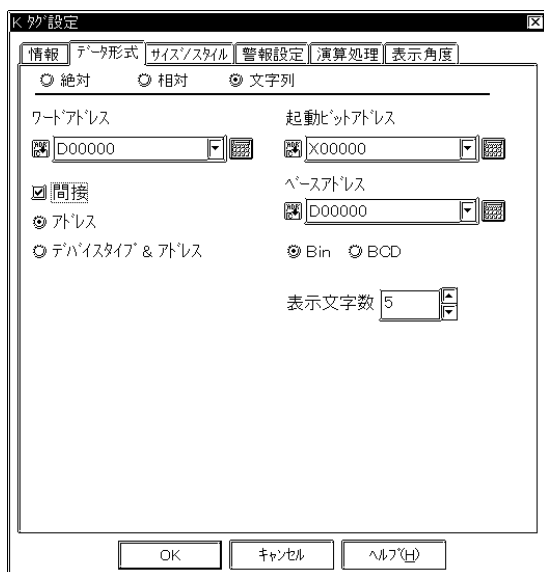 K ﾀｸﾞ設定
情報 ﾃﾞｰﾀ形式 ｻｲｽﾞ/ｽﾀｲﾙ 警報設定 演算処理 表示角度
絶対 相対 文字列
ﾜｰﾄﾞｱﾄﾞﾚｽ 起動ﾋﾞｯﾄｱﾄﾞﾚｽ
D00000 X00000
間接 ﾍﾞｰｽｱﾄﾞﾚｽ
D00000
ｱﾄﾞﾚｽ
ﾃﾞﾊﾞｲｽﾀｲﾌﾟ & ｱﾄﾞﾚｽ Bin BCD
表示文字数 5
OK ｷｬﾝｾﾙ ﾍﾙﾌﾟ(H)